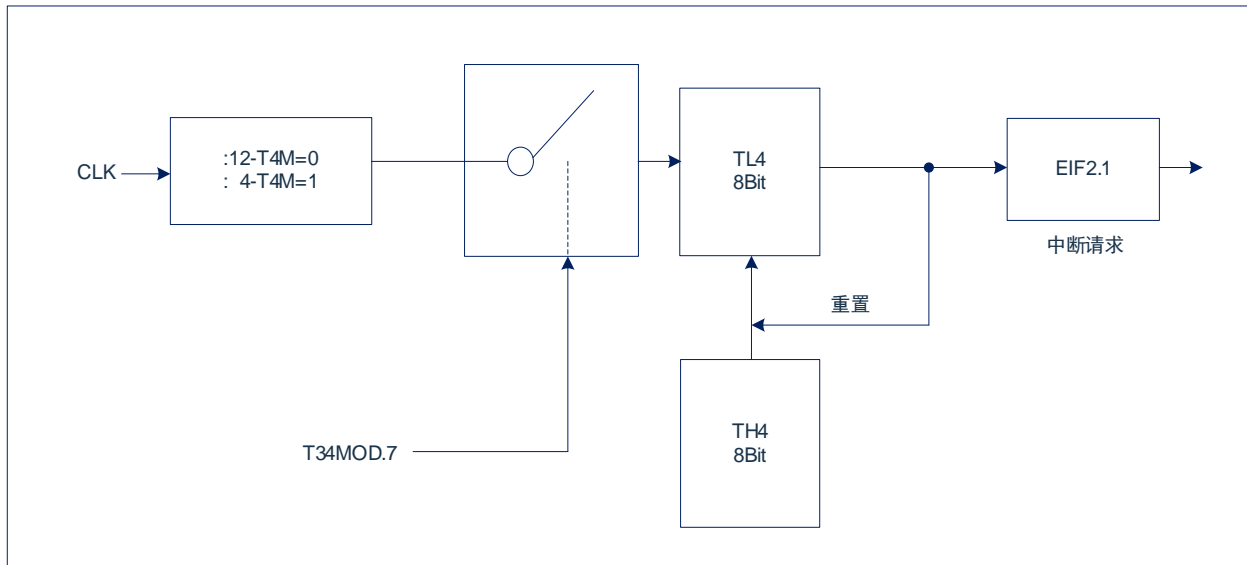 CLK
:12-T4M=0
: 4-T4M=1
TL4
8Bit
EIF2.1
中断请求
重置
TH4
8Bit
T34MOD.7